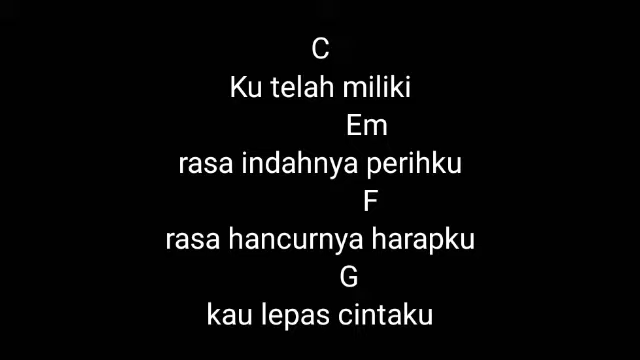 C
Ku telah miliki
Em
rasa indahnya perihku
F
rasa hancurnya harapku
G
kau lepas cintaku